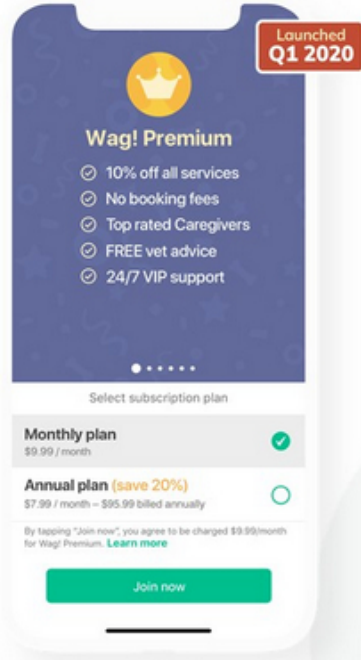 Launched
Q1 2020
Wag! Premium
10% off all services
No booking fees
Top rated Caregivers
FREE vet advice
24/7 VIP support
Select subscription plan
Monthly plan
$9.99 / month
Annual plan (save 20%)
$7.99 / month – $95.99 billed annually
By tapping "Join now", you agree to be charged $9.99/month
for Wag! Premium. Learn more
Join now